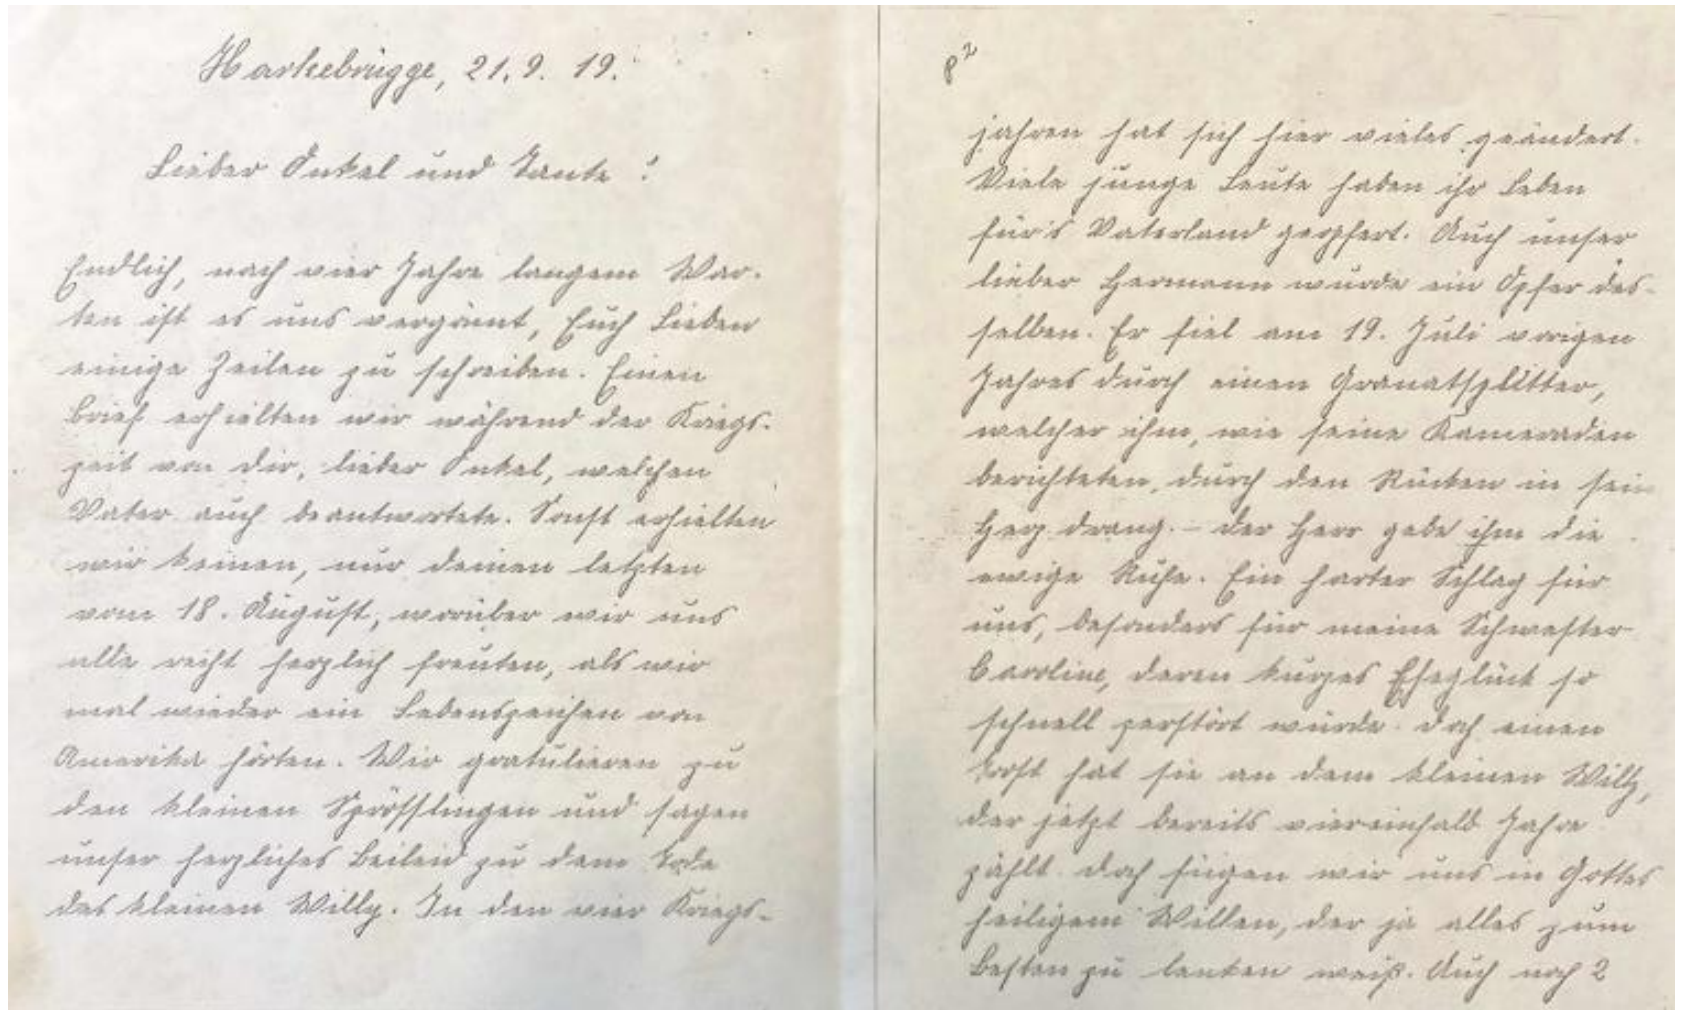 Harkebrügge, 21.9. 19.
Lieber Onkel und Tante!
Endlich, nach vier Jahre langem War-
ten ist es uns vergönnt, Euch Lieben
einige Zeilen zu schreiben. Einen
Brief erhielten wir während der Kriegs-
zeit von dir, lieber Onkel, welchen
Vater auch beantwortete. Sonst erhielten
wir keinen, nur deinen letzten
vom 18. August, worüber wir uns
alle recht herzlich freuten, als wir
mal wieder ein Lebenszeichen von
Amerika hörten. Wir gratulieren zu
den kleinen Sprösslingen und sagen
unser herzliches Beileid zu dem Tode
des kleinen Willy. In den vier Kriegs-
p 2
jahren hat sich hier vieles geändert.
Viele junge Leute haben ihr Leben
für's Vaterland geopfert. Auch unser
lieber Hermann wurde ein Opfer des-
selben. Er fiel am 19. Juli vorigen
Jahres durch einen Granatsplitter,
welcher ihm, wie seine Kameraden
berichteten, durch den Rücken in sein
Herz drang. – der Herr gebe ihm die
ewige Ruhe. Ein harter Schlag für
uns, besonders für meine Schwester
Caroline, deren kurzes Eheglück so
schnell zerstört wurde. doch einen
Trost hat sie an dem kleinen Willy,
der jetzt bereits viereinhalb Jahre
zählt. doch fügen wir uns in Gottes
heiligem Willen, der ja alles zum
Besten zu lenken weiß. Auch noch 2